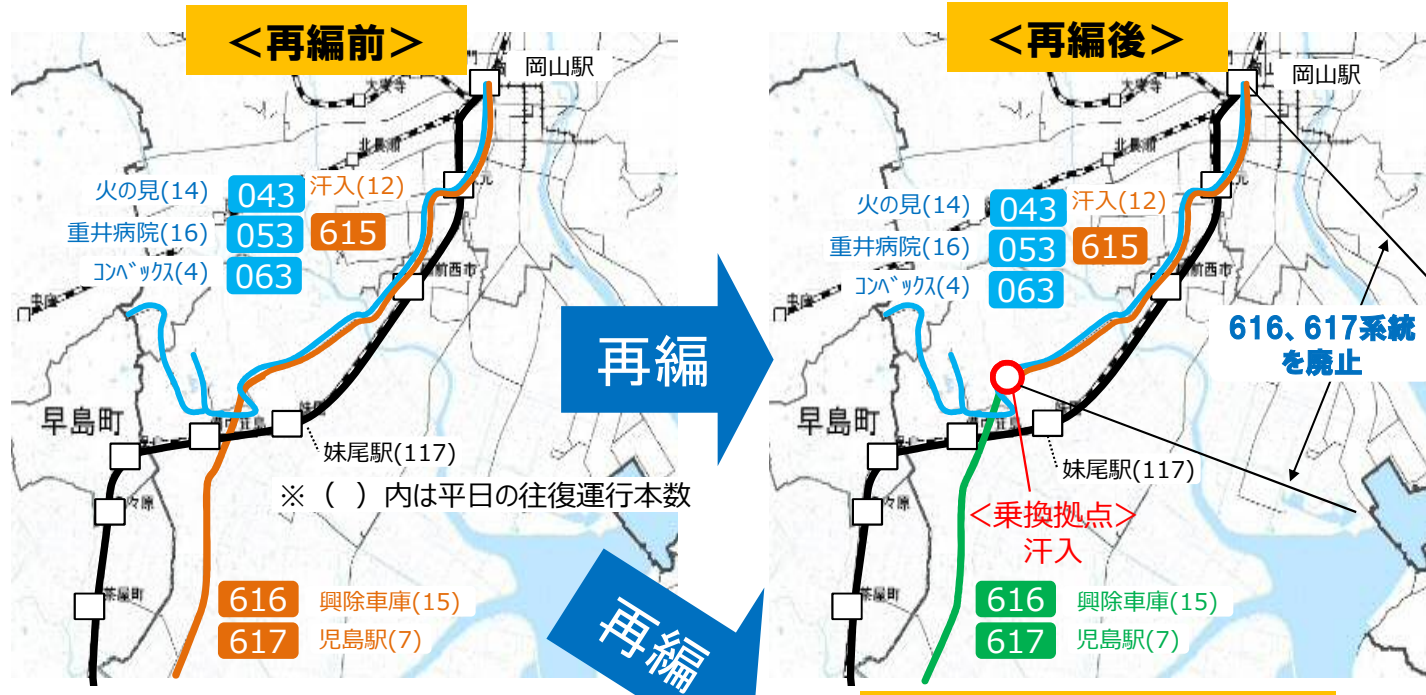 <再編前>
岡山駅
火の見(14)
043
汗入(12)
重井病院(16)
053
615
コンベックス(4)
063
早島町
妹尾駅(117)
※（ ）内は平日の往復運行本数
茶屋町
616
興除車庫(15)
617
児島駅(7)
再編
再編
<再編後>
岡山駅
火の見(14)
043
汗入(12)
重井病院(16)
053
615
コンベックス(4)
063
616、617系統
を廃止
早島町
妹尾駅(117)
<乗換拠点>
汗入
茶屋町
616
興除車庫(15)
617
児島駅(7)